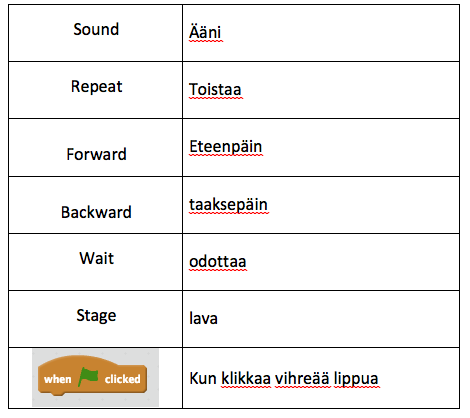 Sound Ääni
Repeat Toistaa
Forward Eteenpäin
Backward taaksepäin
Wait odottaa
Stage lava
when clicked Kun klikkaa vihreää lippua